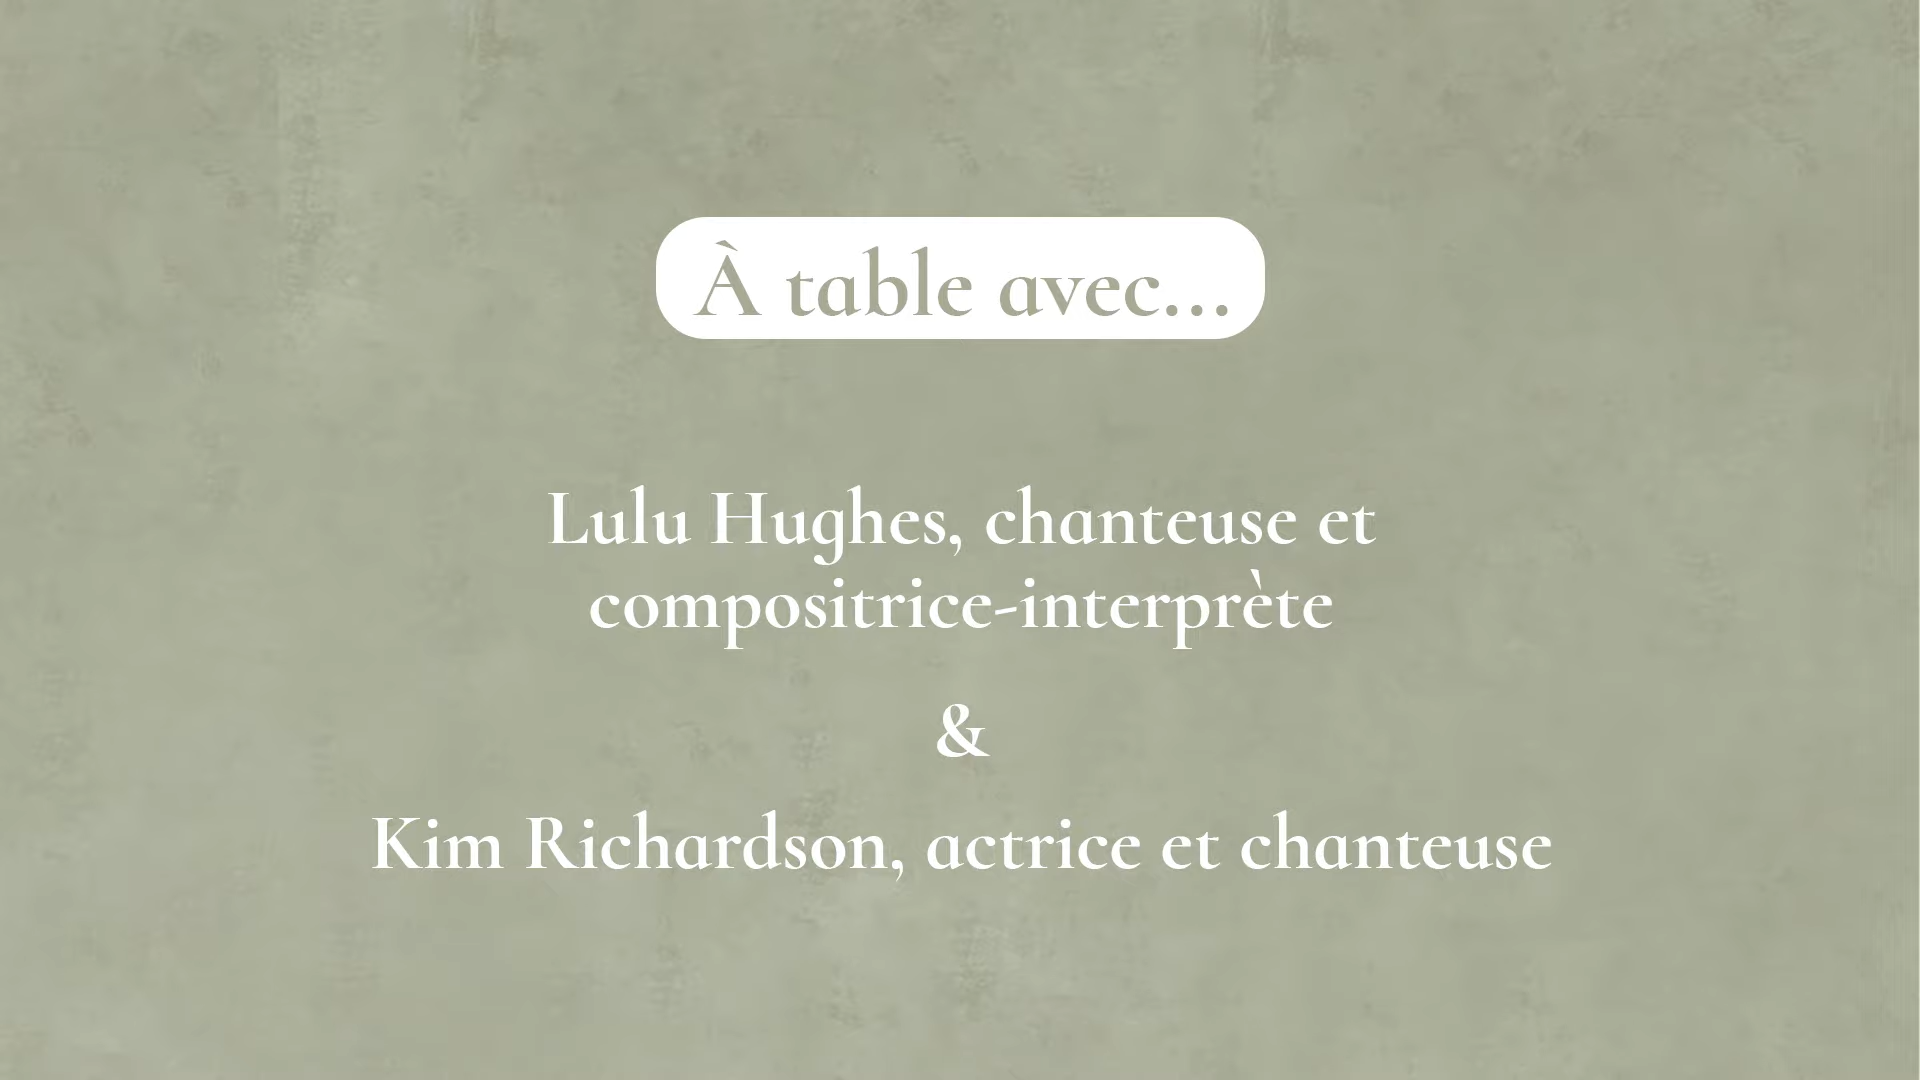 À table avec...
Lulu Hughes, chanteuse et
compositrice-interprète
&
Kim Richardson, actrice et chanteuse